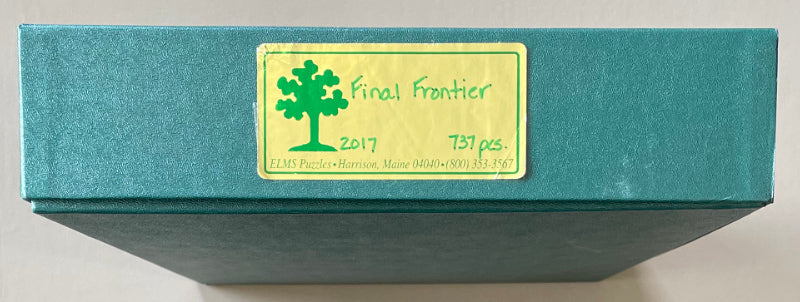 Final Frontier
2017 737 pcs.
ELMS Puzzles • Harrison, Maine 04040 • (800) 353-3567